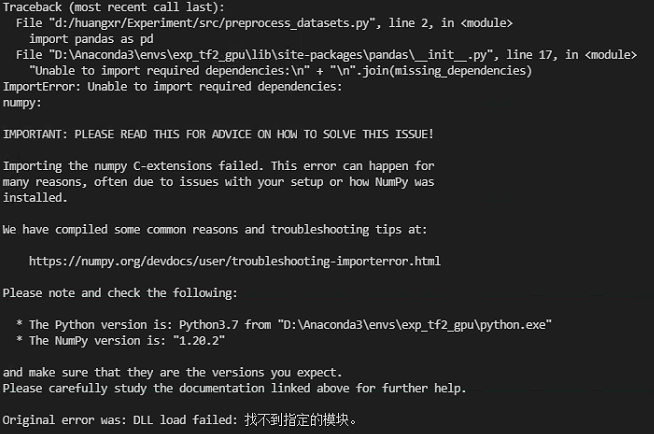 Traceback (most recent call last):
  File "d:/huangxr/Experiment/src/preprocess_datasets.py", line 2, in <module>
    import pandas as pd
  File "D:\Anaconda3\envs\exp_tf2_gpu\lib\site-packages\pandas\__init__.py", line 17, in <module>
    "Unable to import required dependencies:\n" + "\n".join(missing_dependencies)
ImportError: Unable to import required dependencies:
numpy:

IMPORTANT: PLEASE READ THIS FOR ADVICE ON HOW TO SOLVE THIS ISSUE!

Importing the numpy C-extensions failed. This error can happen for
many reasons, often due to issues with your setup or how NumPy was
installed.

We have compiled some common reasons and troubleshooting tips at:

    https://numpy.org/devdocs/user/troubleshooting-importerror.html

Please note and check the following:

  * The Python version is: Python3.7 from "D:\Anaconda3\envs\exp_tf2_gpu\python.exe"
  * The NumPy version is: "1.20.2"

and make sure that they are the versions you expect.
Please carefully study the documentation linked above for further help.

Original error was: DLL load failed: 找不到指定的模块。